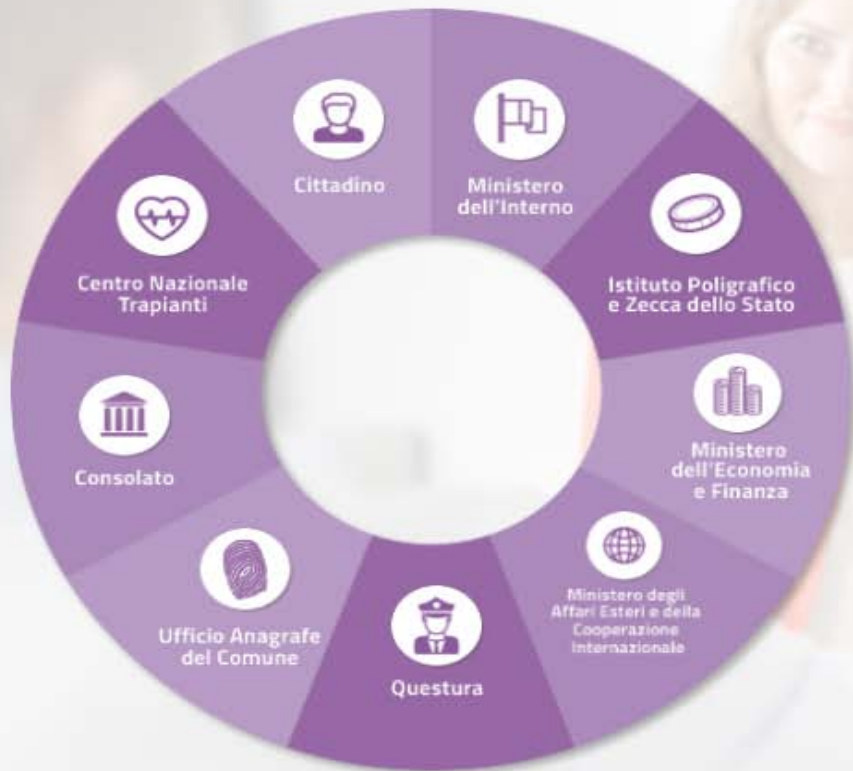 Cittadino
Ministero
dell'Interno
Istituto Poligrafico
e Zecca dello Stato
Ministero
dell'Economia
e Finanza
Ministero degli
Affari Esteri e della
Cooperazione
Internazionale
Questura
Ufficio Anagrafe
del Comune
Consolato
Centro Nazionale
Trapianti